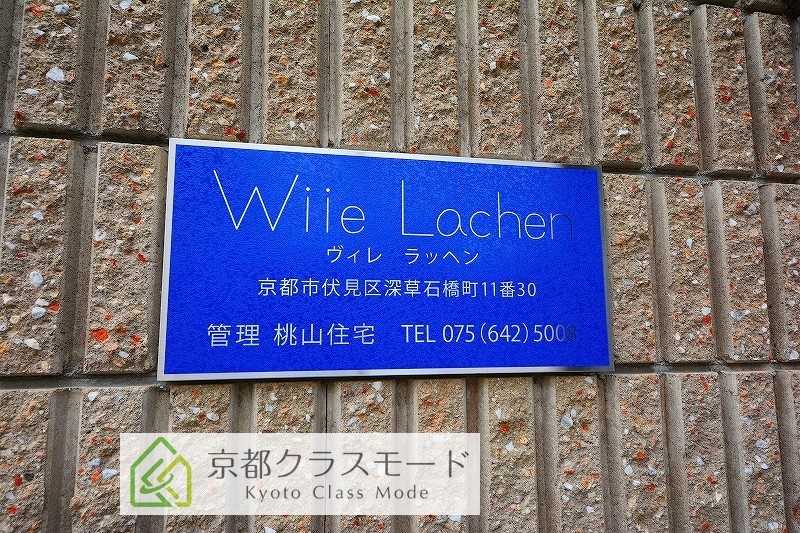 Wiie Lachen
ヴィレ ラッヘン
京都市伏見区深草石橋町11番30
管理 桃山住宅 TEL 075(642)5008
京都クラスモード
Kyoto Class Mode